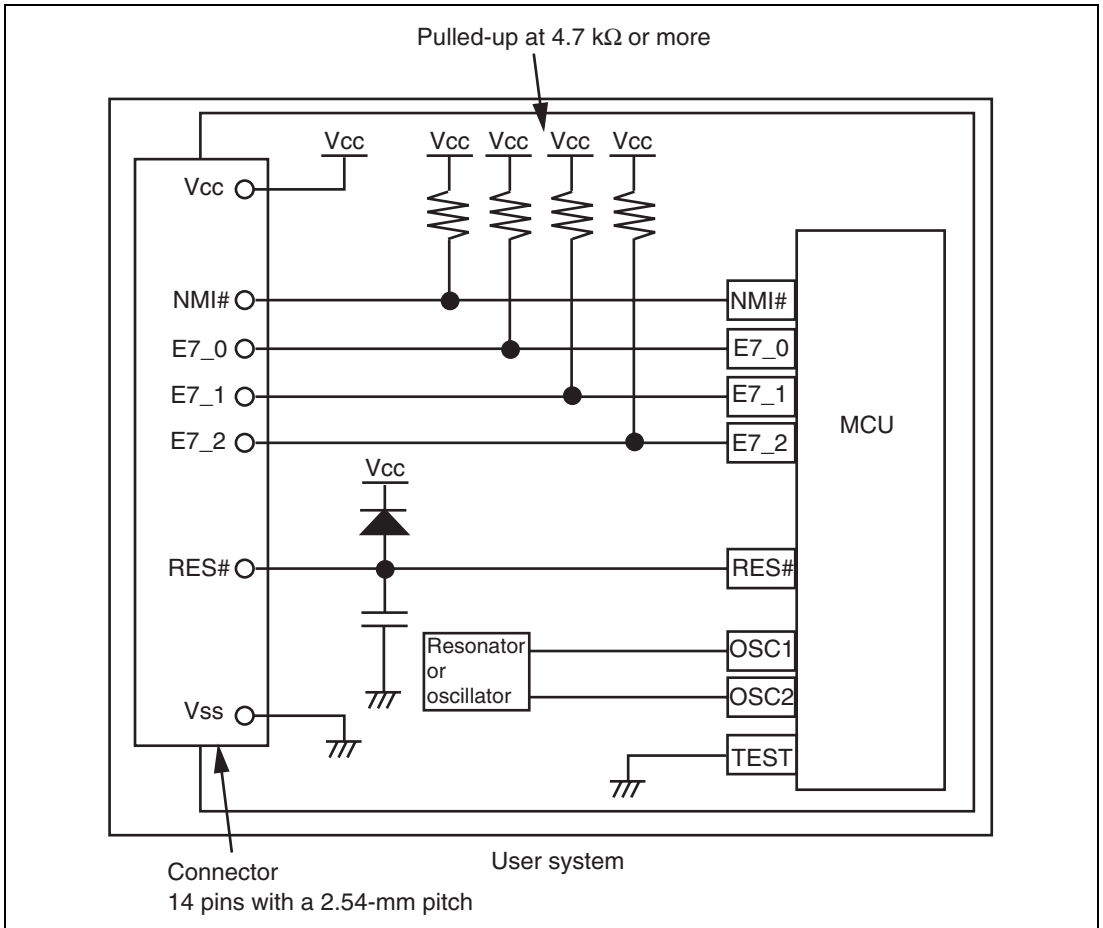 Pulled-up at 4.7 kΩ or more
Vcc
Vcc
Vcc
Vcc
Vcc
Vcc
NMI#
NMI#
E7_0
E7_0
E7_1
E7_1
E7_2
E7_2
MCU
Vcc
RES#
RES#
Resonator
or
oscillator
OSC1
OSC2
Vss
TEST
User system
Connector
14 pins with a 2.54-mm pitch